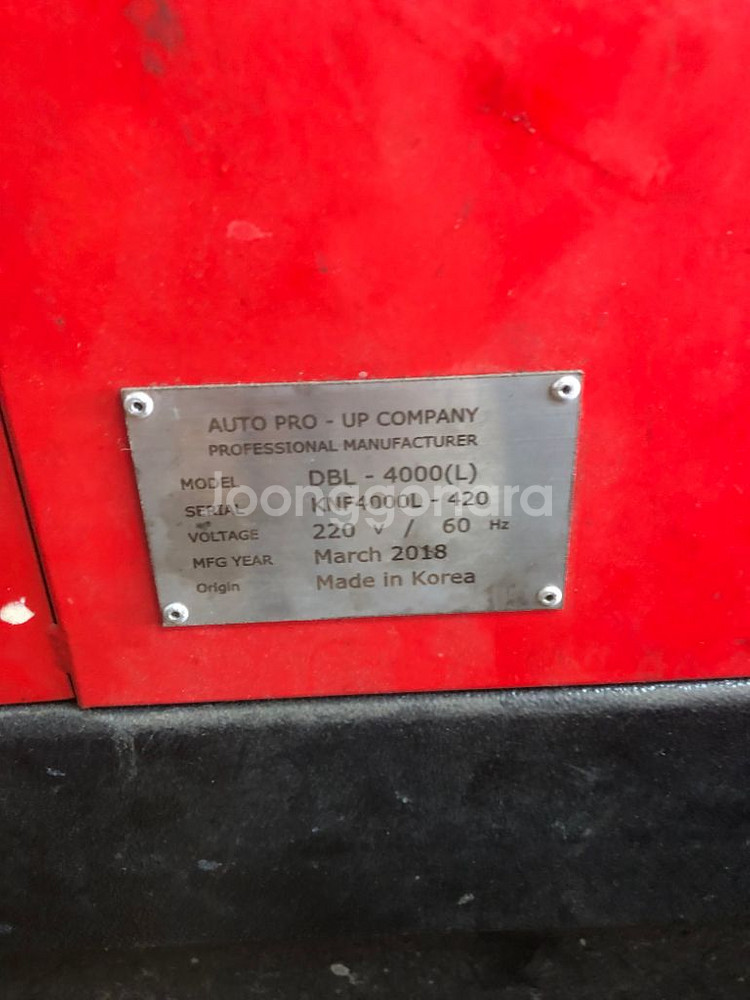 AUTO PRO - UP COMPANY
PROFESSIONAL MANUFACTURER
MODEL DBL - 4000(L)
SERIAL KNF4000L - 420
VOLTAGE 220 V / 60 Hz
MFG YEAR March 2018
Origin Made in Korea
Joonggonara